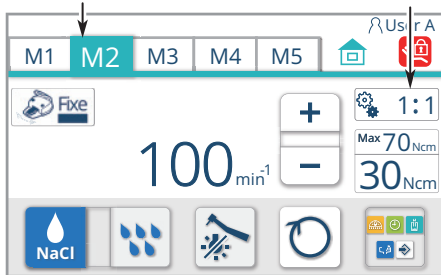 User A
M1 M2 M3 M4 M5
Fixe
1:1
Max 70 Ncm
100 min⁻¹
30 Ncm
NaCl